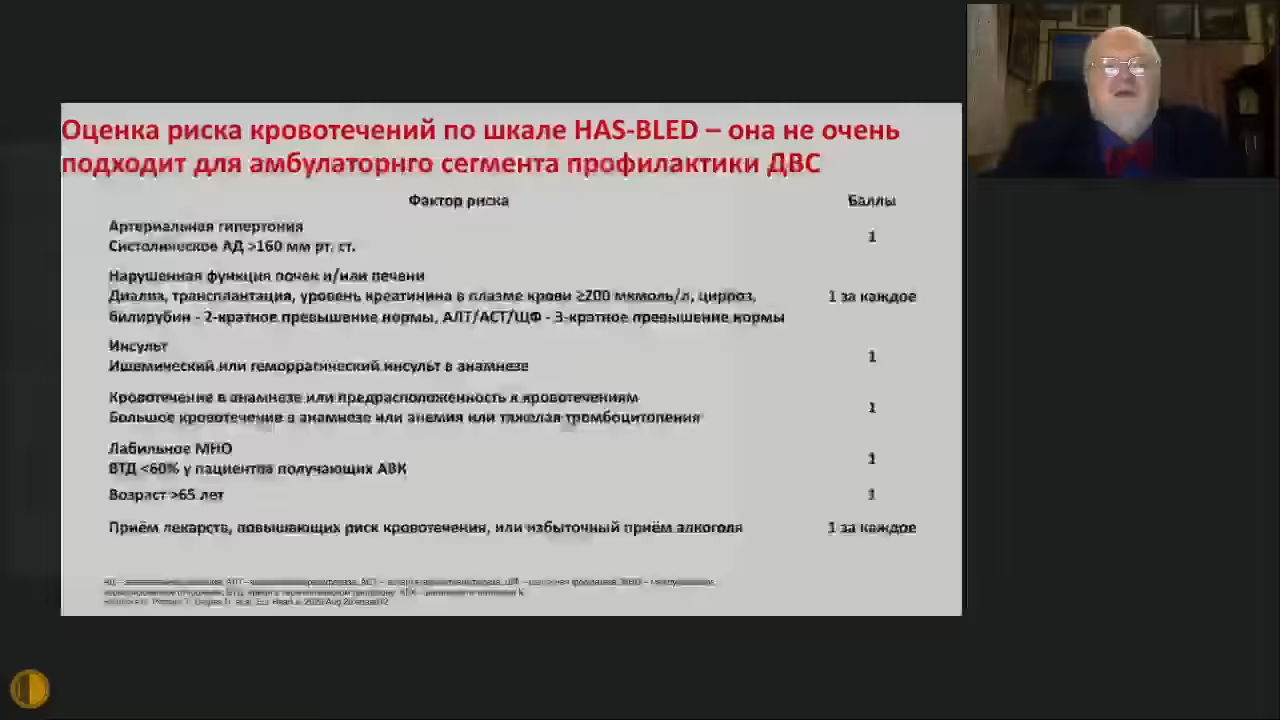 Оценка риска кровотечений по шкале HAS-BLED – она не очень
подходит для амбулаторнго сегмента профилактики ДВС
Фактор риска
Баллы
Артериальная гипертония
Систолическое АД >160 мм рт. ст.
1
Нарушенная функция почек и/или печени
Диализ, трансплантация, уровень креатинина в плазме крови ≥200 мкмоль/л, цирроз,
билирубин - 2-кратное превышение нормы, АЛТ/АСТ/ЩФ - 3-кратное превышение нормы
1 за каждое
Инсульт
Ишемический или геморрагический инсульт в анамнезе
1
Кровотечение в анамнезе или предрасположенность к кровотечениям
Большое кровотечение в анамнезе или анемия или тяжелая тромбоцитопения
1
Лабильное МНО
ВТД <60% у пациентов получающих АВК
1
Возраст >65 лет
1
Приём лекарств, повышающих риск кровотечения, или избыточный приём алкоголя
1 за каждое